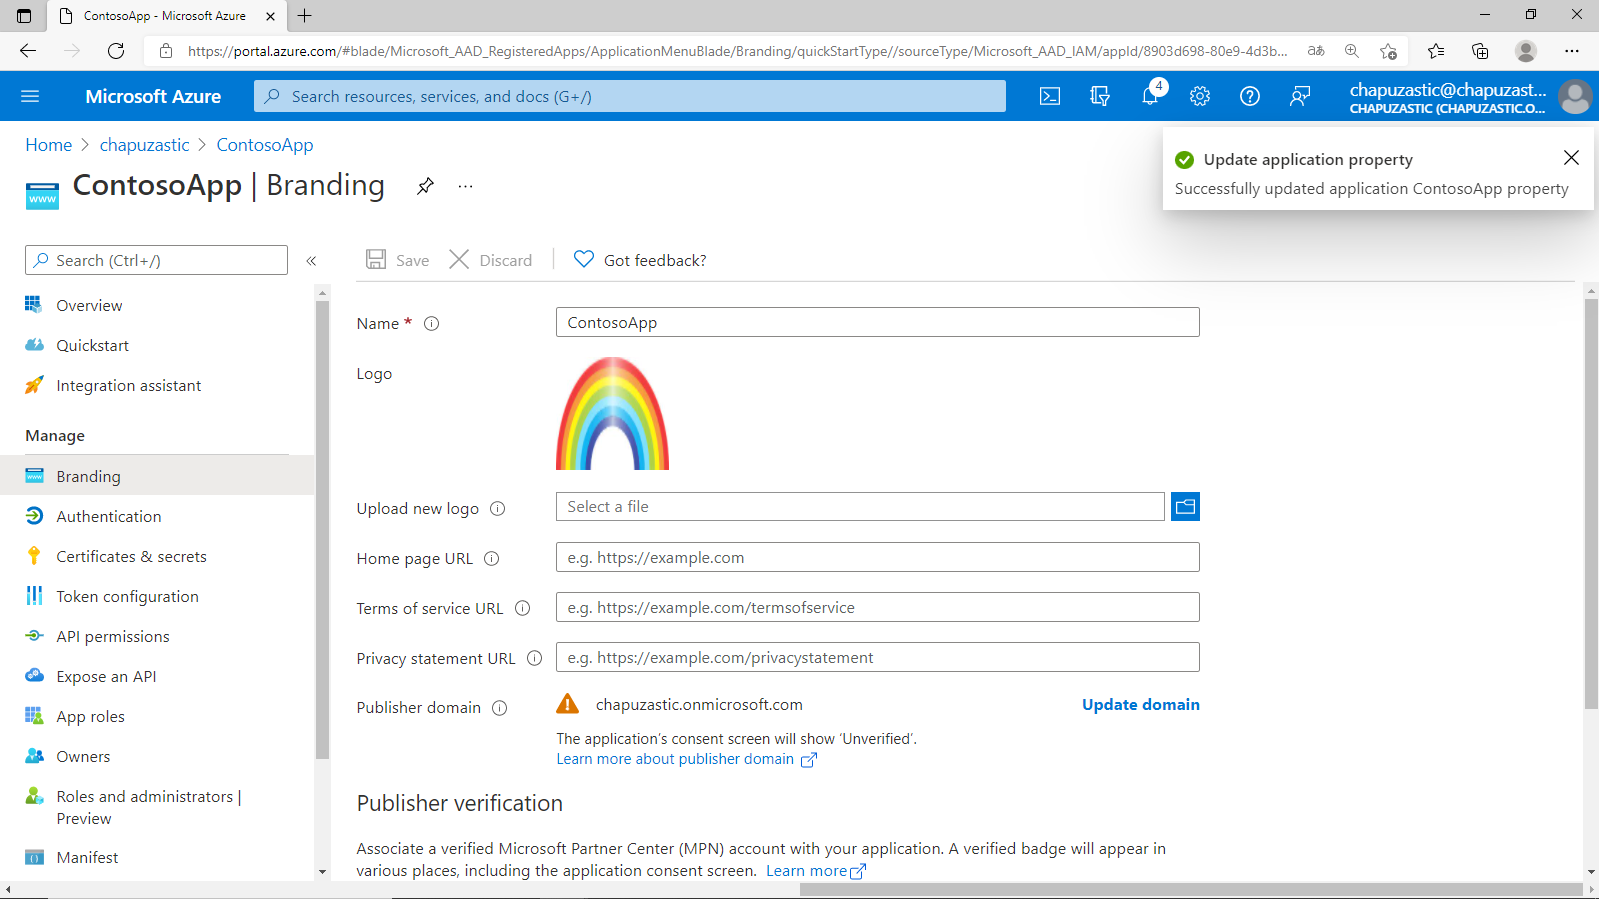 ContosoApp - Microsoft Azure
https://portal.azure.com/#blade/Microsoft_AAD_RegisteredApps/ApplicationMenuBlade/Branding/quickStartType//sourceType/Microsoft_AAD_IAM/appId/8903d698-80e9-4d3b...
aあ
Microsoft Azure
Search resources, services, and docs (G+/)
4
chapuzastic@chapuzast...
CHAPUZASTIC (CHAPUZASTIC.O...
Home > chapuzastic > ContosoApp
Update application property
Successfully updated application ContosoApp property
www
ContosoApp | Branding
...
Search (Ctrl+/)
«
Save
Discard
Got feedback?
Overview
Quickstart
Integration assistant
Manage
Branding
Authentication
Certificates & secrets
Token configuration
API permissions
Expose an API
App roles
Owners
Roles and administrators |
Preview
Manifest
Name *
ContosoApp
Logo
Upload new logo
Select a file
Home page URL
e.g. https://example.com
Terms of service URL
e.g. https://example.com/termsofservice
Privacy statement URL
e.g. https://example.com/privacystatement
Publisher domain
chapuzastic.onmicrosoft.com
Update domain
The application's consent screen will show 'Unverified'.
Learn more about publisher domain
Publisher verification
Associate a verified Microsoft Partner Center (MPN) account with your application. A verified badge will appear in
various places, including the application consent screen. Learn more